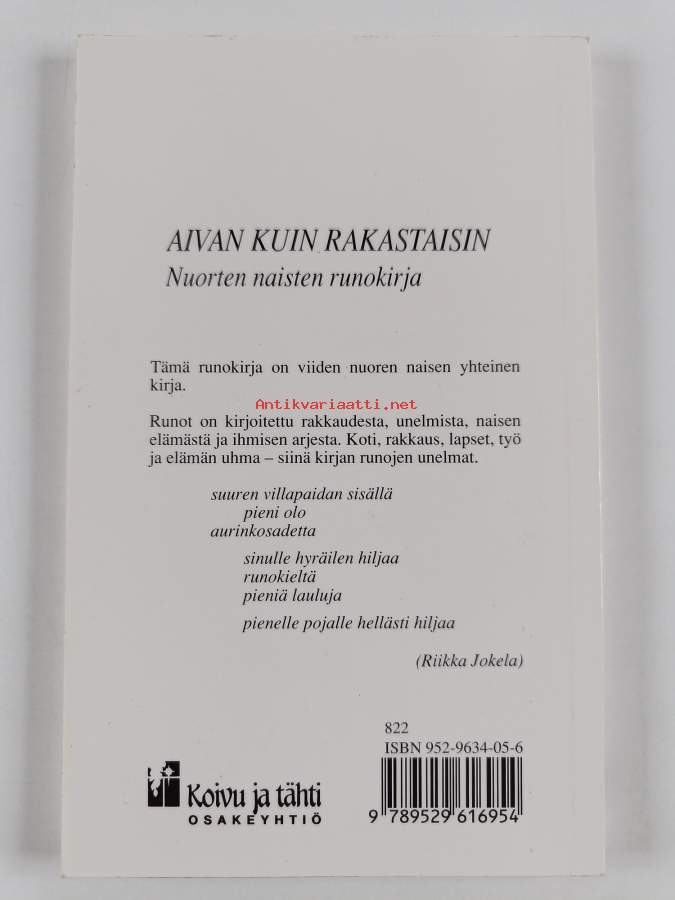 AIVAN KUIN RAKASTAISIN
Nuorten naisten runokirja
Tämä runokirja on viiden nuoren naisen yhteinen
kirja.
Antikvariaatti.net
Runot on kirjoitettu rakkaudesta, unelmista, naisen
elämästä ja ihmisen arjesta. Koti, rakkaus, lapset, työ
ja elämän uhma – siinä kirjan runojen unelmat.
suuren villapaidan sisällä
pieni olo
aurinkosadetta
sinulle hyräilen hiljaa
runokieltä
pieniä lauluja
pienelle pojalle hellästi hiljaa
(Riikka Jokela)
822
ISBN 952-9634-05-6
Koivu ja tähti
OSAKEYHTIÖ
9 789529 616954